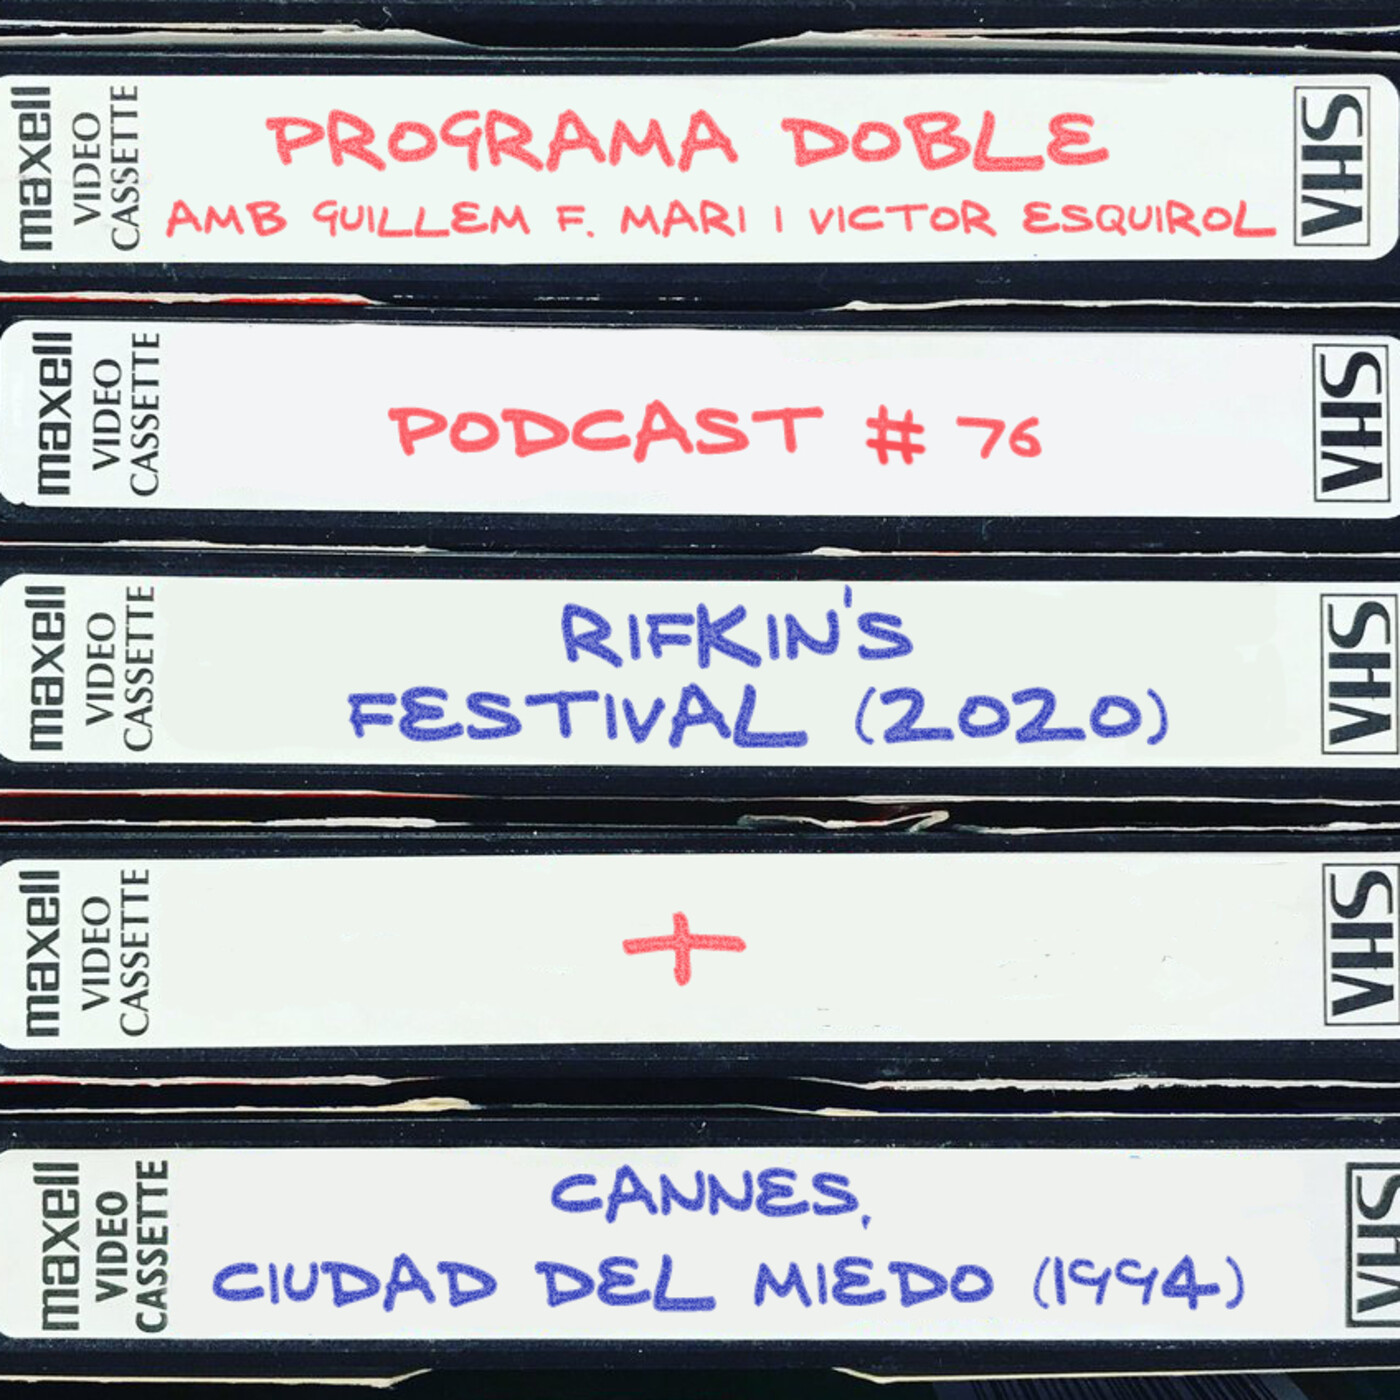 maxell
VIDEO
CASSETTE
PROGRAMA DOBLE
AMB GUILLEM F. MARI I VICTOR ESQUIROL
VHS
maxell
VIDEO
CASSETTE
PODCAST # 76
VHS
maxell
VIDEO
CASSETTE
RIFKIN'S
FESTIVAL (2020)
VHS
maxell
VIDEO
CASSETTE
+
VHS
maxell
VIDEO
CASSETTE
CANNES,
CIUDAD DEL MIEDO (1994)
VHS